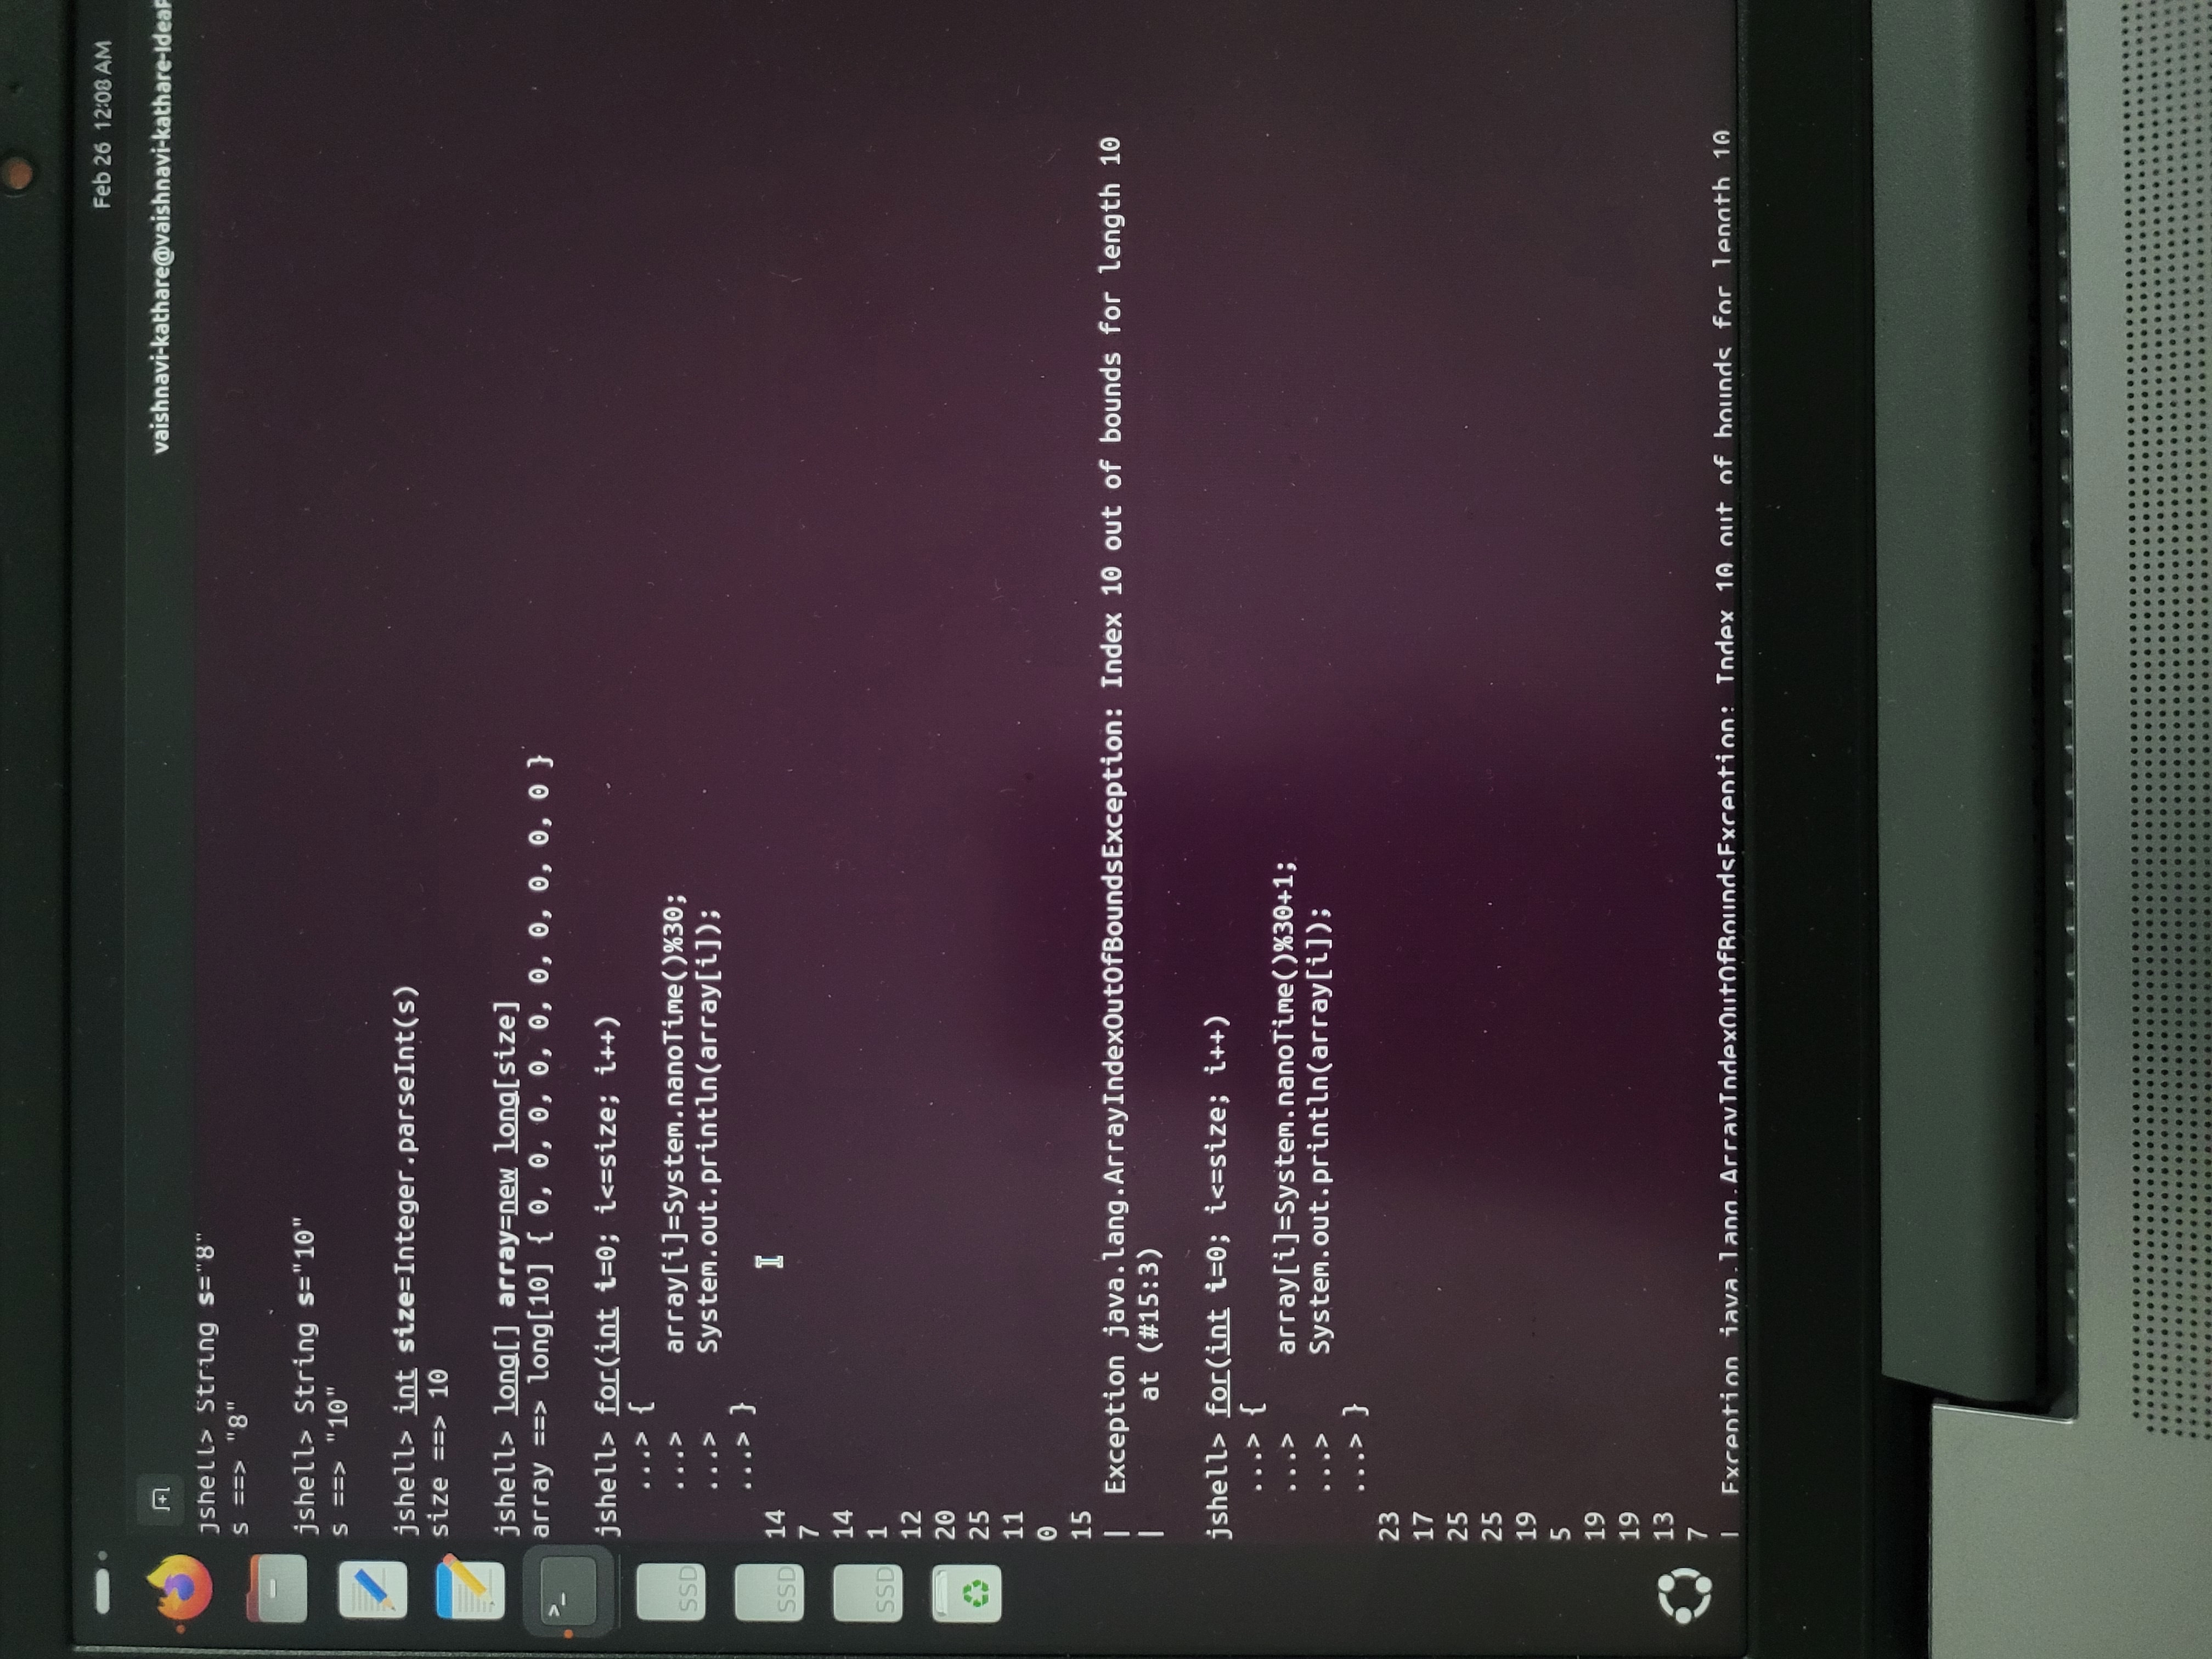 Feb 26 12:08 AM
vaishnavi-kathare@vaishnavi-kathare-Idea
jshell> String s="8"
s ==> "8"
jshell> String s="10"
s ==> "10"
jshell> int size=Integer.parseInt(s)
size ==> 10
jshell> long[] array=new long[size]
array ==> long[10] { 0, 0, 0, 0, 0, 0, 0, 0, 0, 0 }
jshell> for(int i=0; i<=size; i++)
...> {
...>     array[i]=System.nanoTime()%30;
...>     System.out.println(array[i]);
...> }
14
7
14
1
12
20
25
11
0
15
|  Exception java.lang.ArrayIndexOutOfBoundsException: Index 10 out of bounds for length 10
|        at (#15:3)
jshell> for(int i=0; i<=size; i++)
...> {
...>     array[i]=System.nanoTime()%30+1;
...>     System.out.println(array[i]);
...> }
23
17
25
25
19
5
19
19
13
7
|  Exception java.lang.ArrayIndexOutOfBoundsException: Index 10 out of bounds for length 10
>_
SSD
SSD
SSD